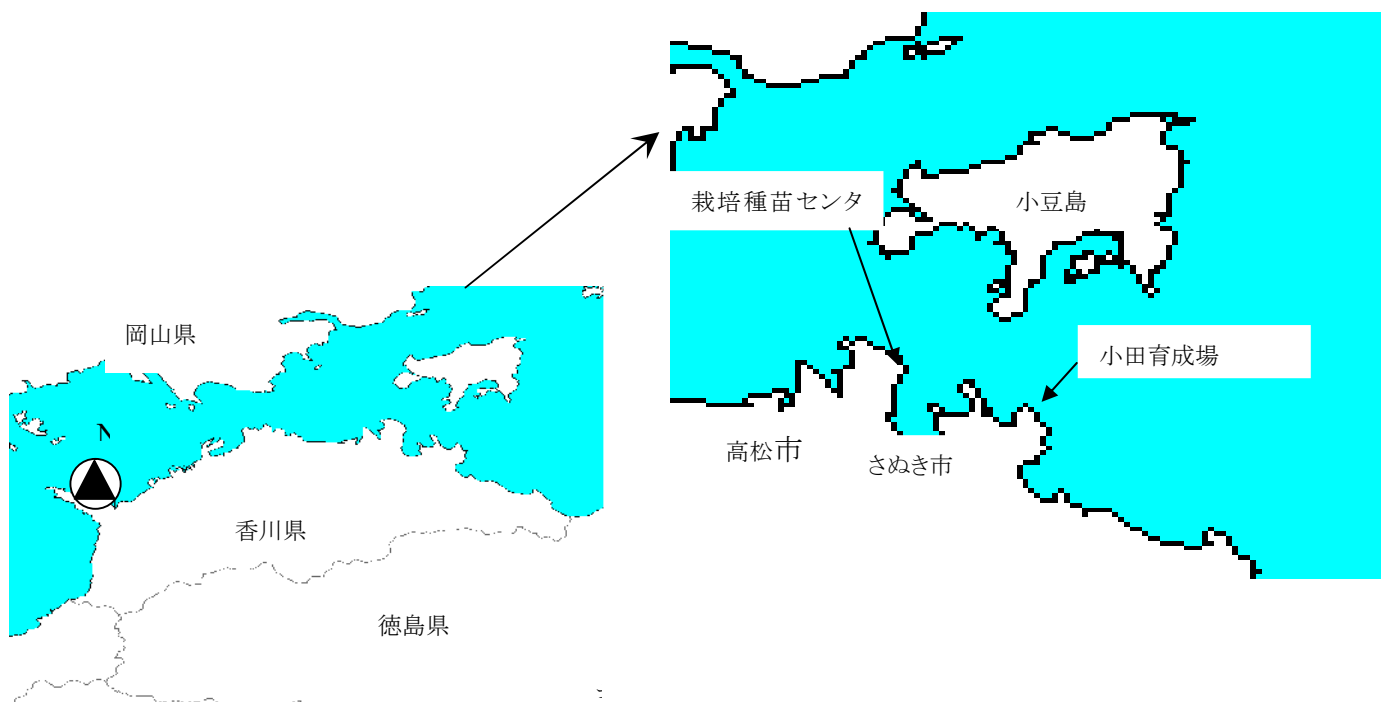 岡山県
N
香川県
徳島県
栽培種苗センタ
小豆島
小田育成場
高松市
さぬき市